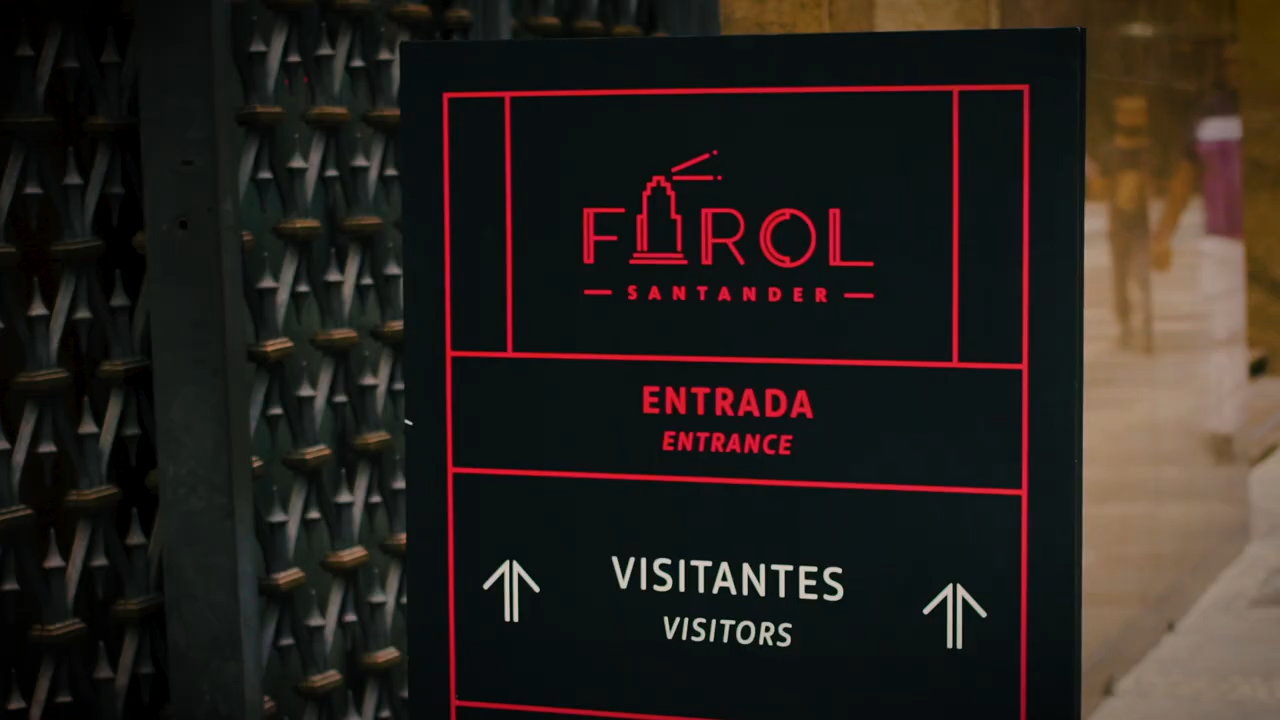 FAROL
SANTANDER
ENTRADA
ENTRANCE
VISITANTES
VISITORS